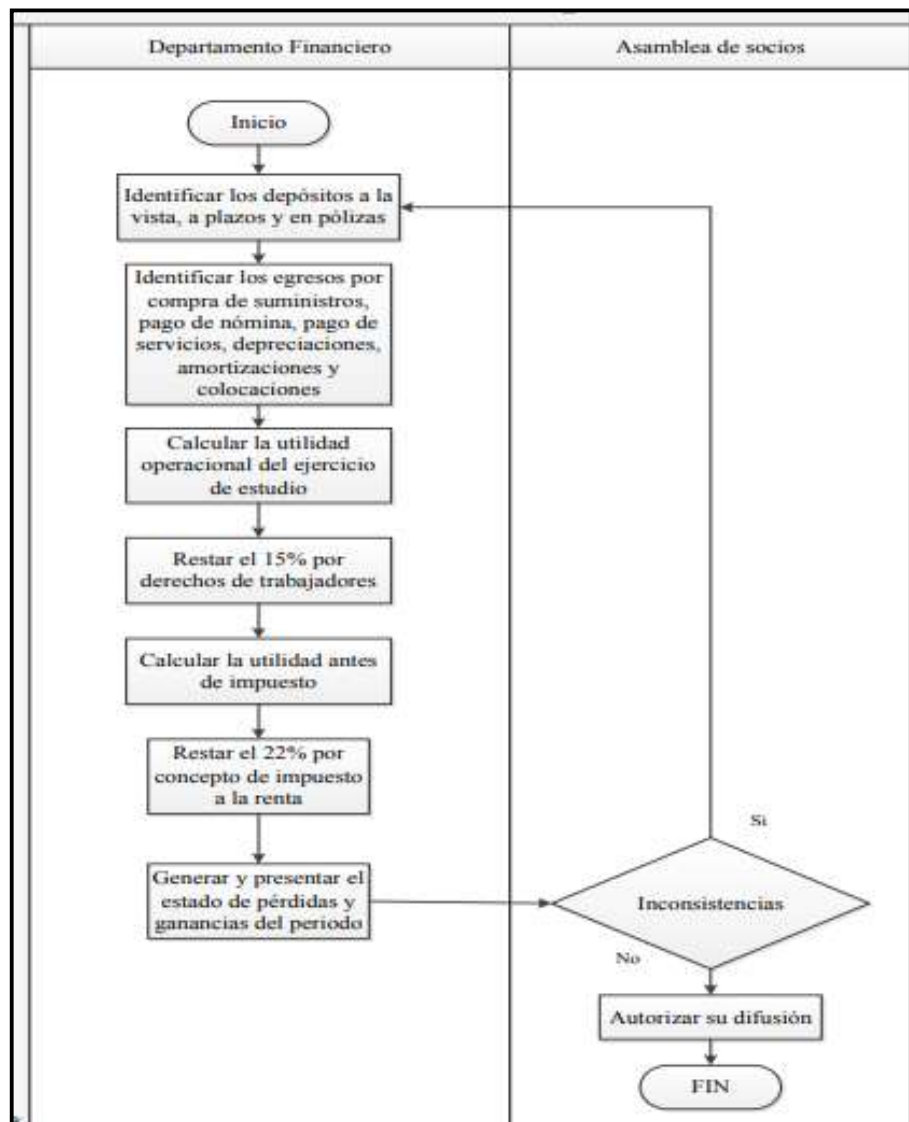 Departamento Financiero
Asamblea de socios
Inicio
Identificar los depósitos a la
vista, a plazos y en pólizas
Identificar los egresos por
compra de suministros,
pago de nómina, pago de
servicios, depreciaciones,
amortizaciones y
colocaciones
Calcular la utilidad
operacional del ejercicio
de estudio
Restar el 15% por
derechos de trabajadores
Calcular la utilidad antes
de impuesto
Restar el 22% por
concepto de impuesto
a la renta
Generar y presentar el
estado de pérdidas y
ganancias del periodo
Si
Inconsistencias
No
Autorizar su difusión
FIN